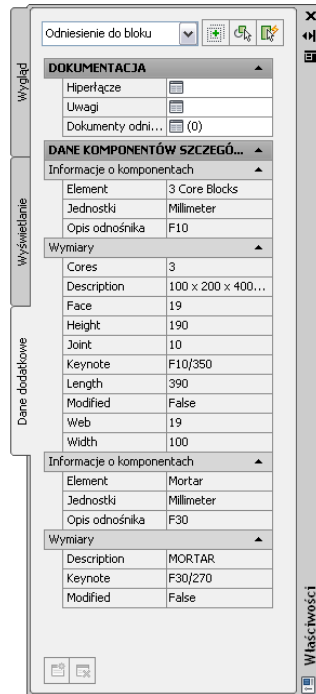 Odniesienie do bloku
Wygląd
Wyświetlanie
Dane dodatkowe
DOKUMENTACJA
Hiperłącze
Uwagi
Dokumenty odni... (0)
DANE KOMPONENTÓW SZCZEGÓ...
Informacje o komponentach
Element 3 Core Blocks
Jednostki Millimeter
Opis odnośnika F10
Wymiary
Cores 3
Description 100 x 200 x 400...
Face 19
Height 190
Joint 10
Keynote F10/350
Length 390
Modified False
Web 19
Width 100
Informacje o komponentach
Element Mortar
Jednostki Millimeter
Opis odnośnika F30
Wymiary
Description MORTAR
Keynote F30/270
Modified False
Właściwości